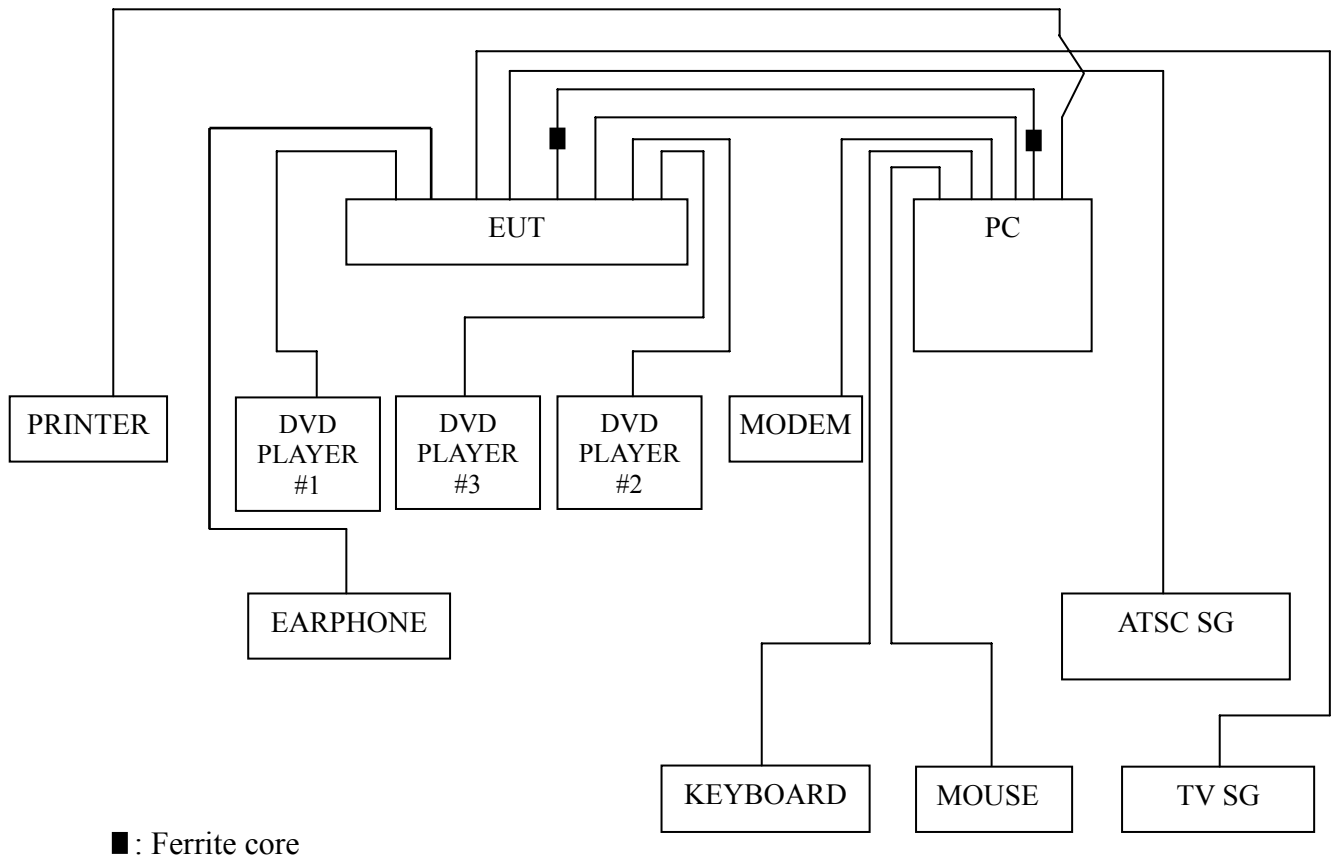 EUT
PC
PRINTER
DVD
PLAYER
#1
DVD
PLAYER
#3
DVD
PLAYER
#2
MODEM
EARPHONE
ATSC SG
KEYBOARD
MOUSE
TV SG
: Ferrite core